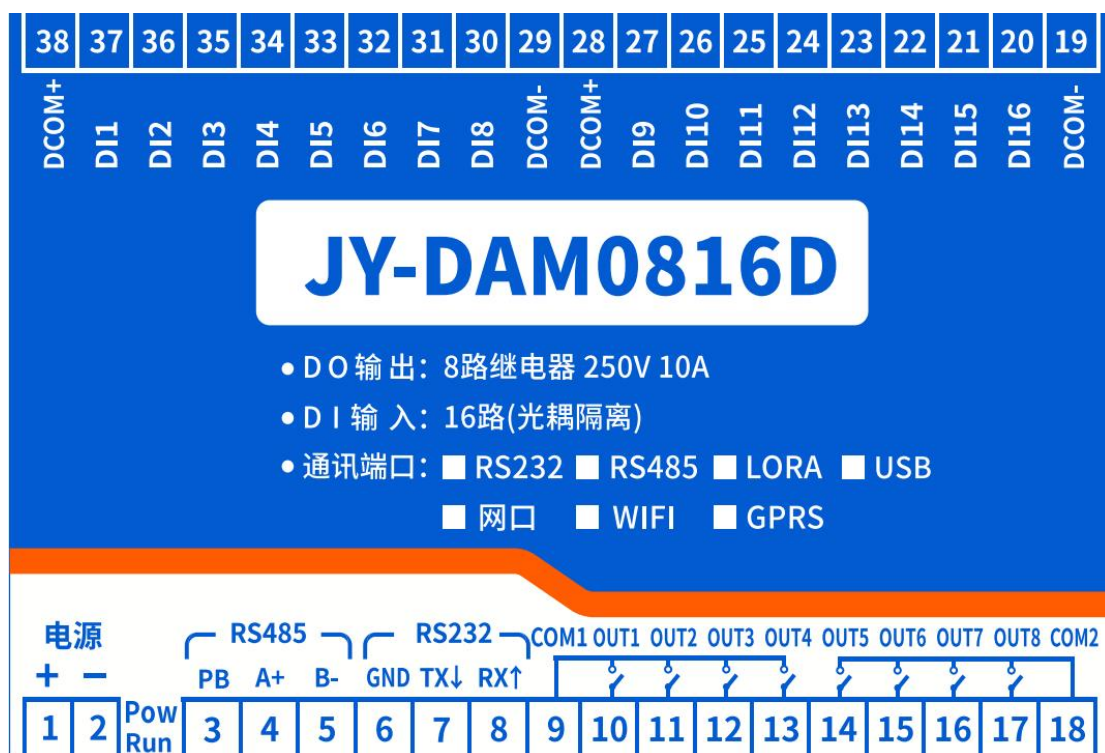 38 37 36 35 34 33 32 31 30 29 28 27 26 25 24 23 22 21 20 19
DCOM+ DI1 DI2 DI3 DI4 DI5 DI6 DI7 DI8 DCOM- DCOM+ DI9 DI10 DI11 DI12 DI13 DI14 DI15 DI16 DCOM-
JY-DAM0816D
● DO输出：8路继电器 250V 10A
● DI输入：16路(光耦隔离)
● 通讯端口：■ RS232 ■ RS485 ■ LORA ■ USB
■ 网口 ■ WIFI ■ GPRS
电源 RS485 RS232 COM1 OUT1 OUT2 OUT3 OUT4 OUT5 OUT6 OUT7 OUT8 COM2
+ − PB A+ B- GND TX↓ RX↑
1 2 Pow Run 3 4 5 6 7 8 9 10 11 12 13 14 15 16 17 18